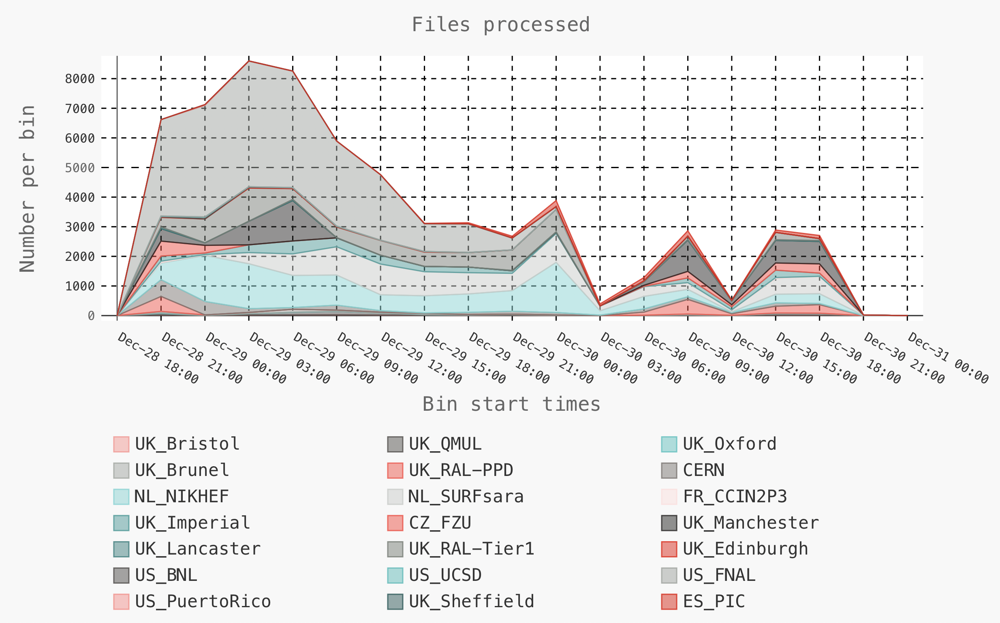 Files processed
Number per bin
8000
7000
6000
5000
4000
3000
2000
1000
0
Dec-28 18:00
Dec-28 21:00
Dec-29 00:00
Dec-29 03:00
Dec-29 06:00
Dec-29 09:00
Dec-29 12:00
Dec-29 15:00
Dec-29 18:00
Dec-29 21:00
Dec-30 00:00
Dec-30 03:00
Dec-30 06:00
Dec-30 09:00
Dec-30 12:00
Dec-30 15:00
Dec-30 18:00
Dec-30 21:00
Dec-31 00:00
Bin start times
UK_Bristol UK_QMUL UK_Oxford
UK_Brunel UK_RAL-PPD CERN
NL_NIKHEF NL_SURFsara FR_CCIN2P3
UK_Imperial CZ_FZU UK_Manchester
UK_Lancaster UK_RAL-Tier1 UK_Edinburgh
US_BNL US_UCSD US_FNAL
US_PuertoRico UK_Sheffield ES_PIC